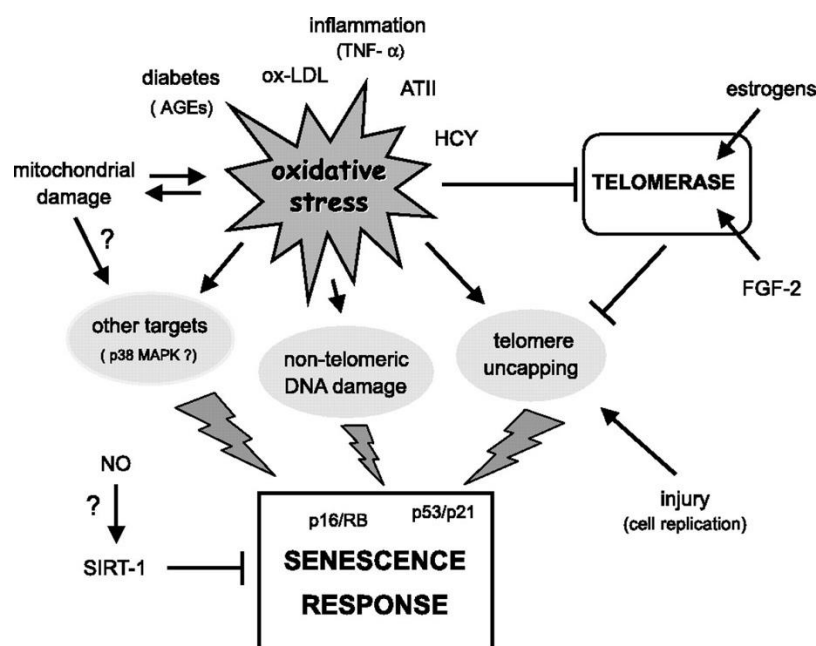 inflammation
(TNF- α)
ox-LDL
diabetes
( AGEs)
ATII
HCY
estrogens
mitochondrial
damage
oxidative
stress
TELOMERASE
?
FGF-2
other targets
( p38 MAPK ?)
non-telomeric
DNA damage
telomere
uncapping
NO
?
SIRT-1
injury
(cell replication)
p16/RB
p53/p21
SENESCENCE
RESPONSE